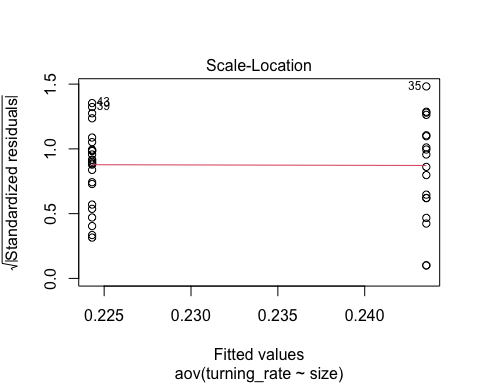 Scale-Location
√|Standardized residuals|
1.5
1.0
0.5
0.0
43
39
35
0.225
0.230
0.235
0.240
Fitted values
aov(turning_rate ~ size)